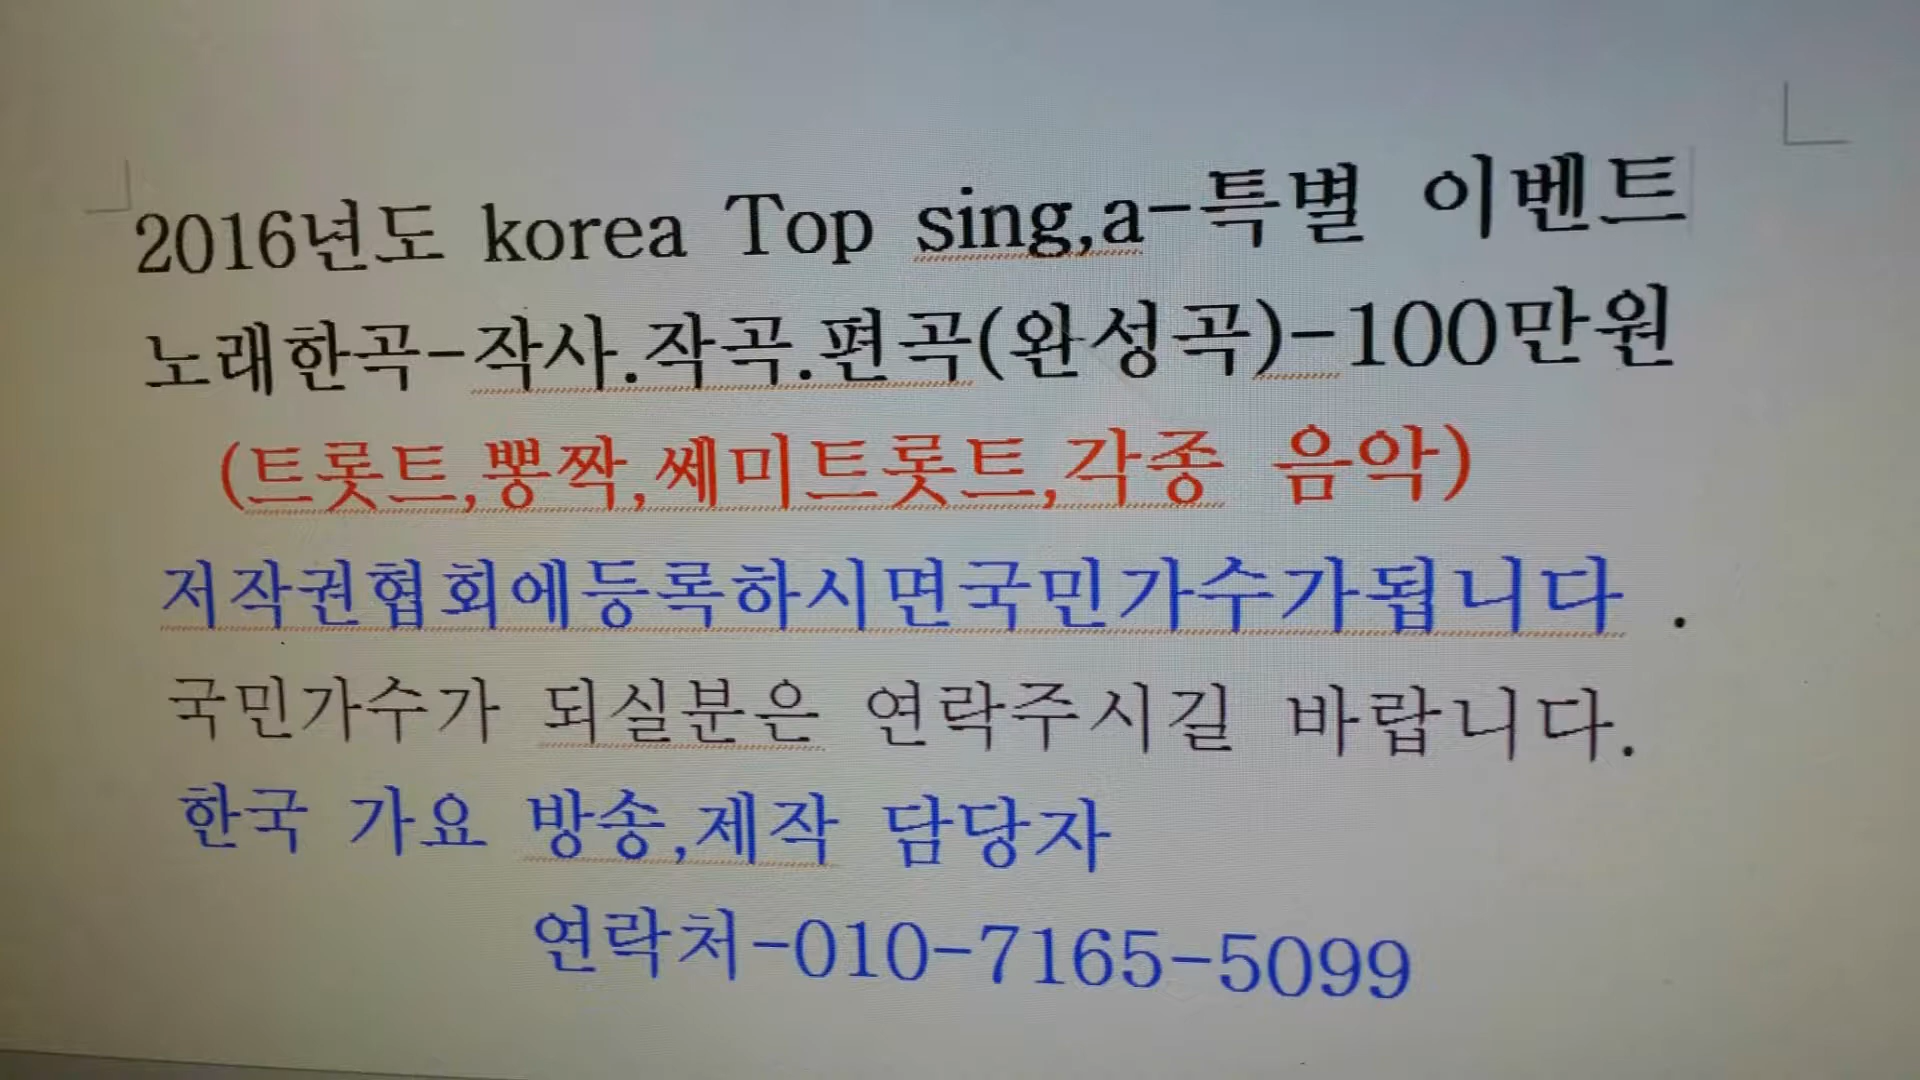 2016년도 korea Top sing,a-특별 이벤트
노래한곡-작사.작곡.편곡(완성곡)-100만원
(트롯트,뽕짝,쎄미트롯트,각종 음악)
저작권협회에등록하시면국민가수가됩니다 .
국민가수가 되실분은 연락주시길 바랍니다.
한국 가요 방송,제작 담당자
연락처-010-7165-5099